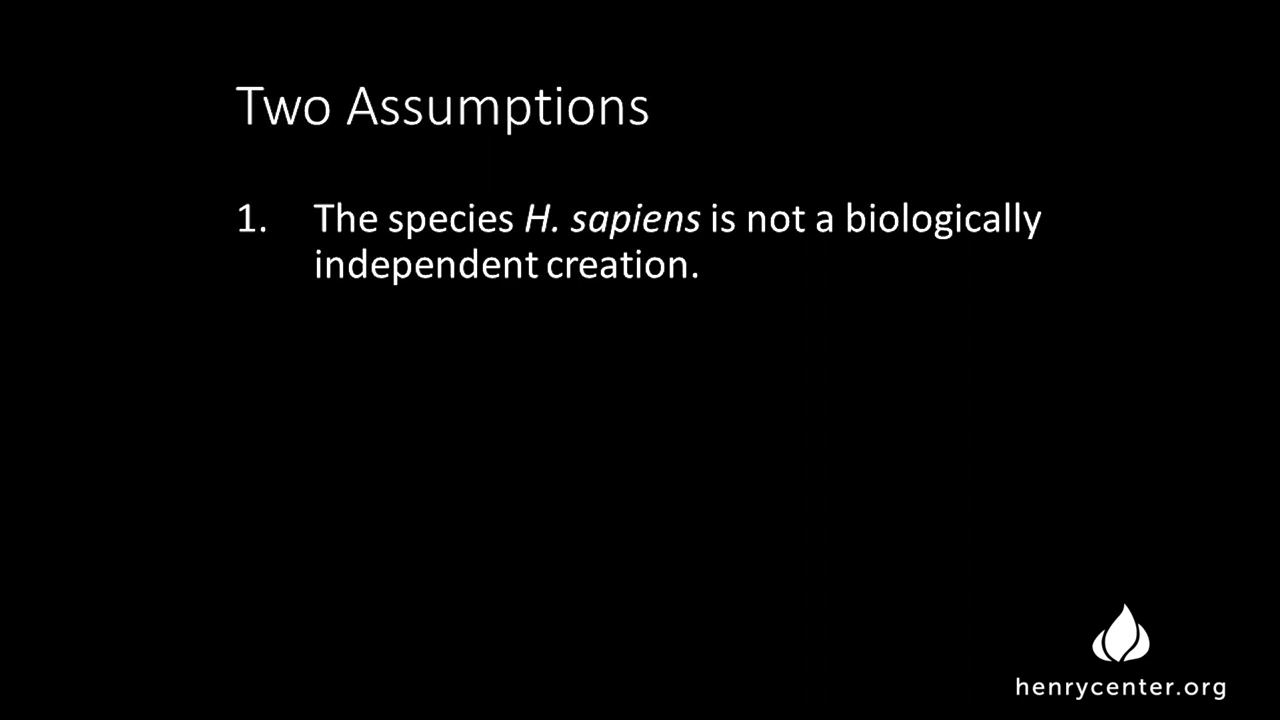 Two Assumptions
1. The species H. sapiens is not a biologically
independent creation.
henrycenter.org